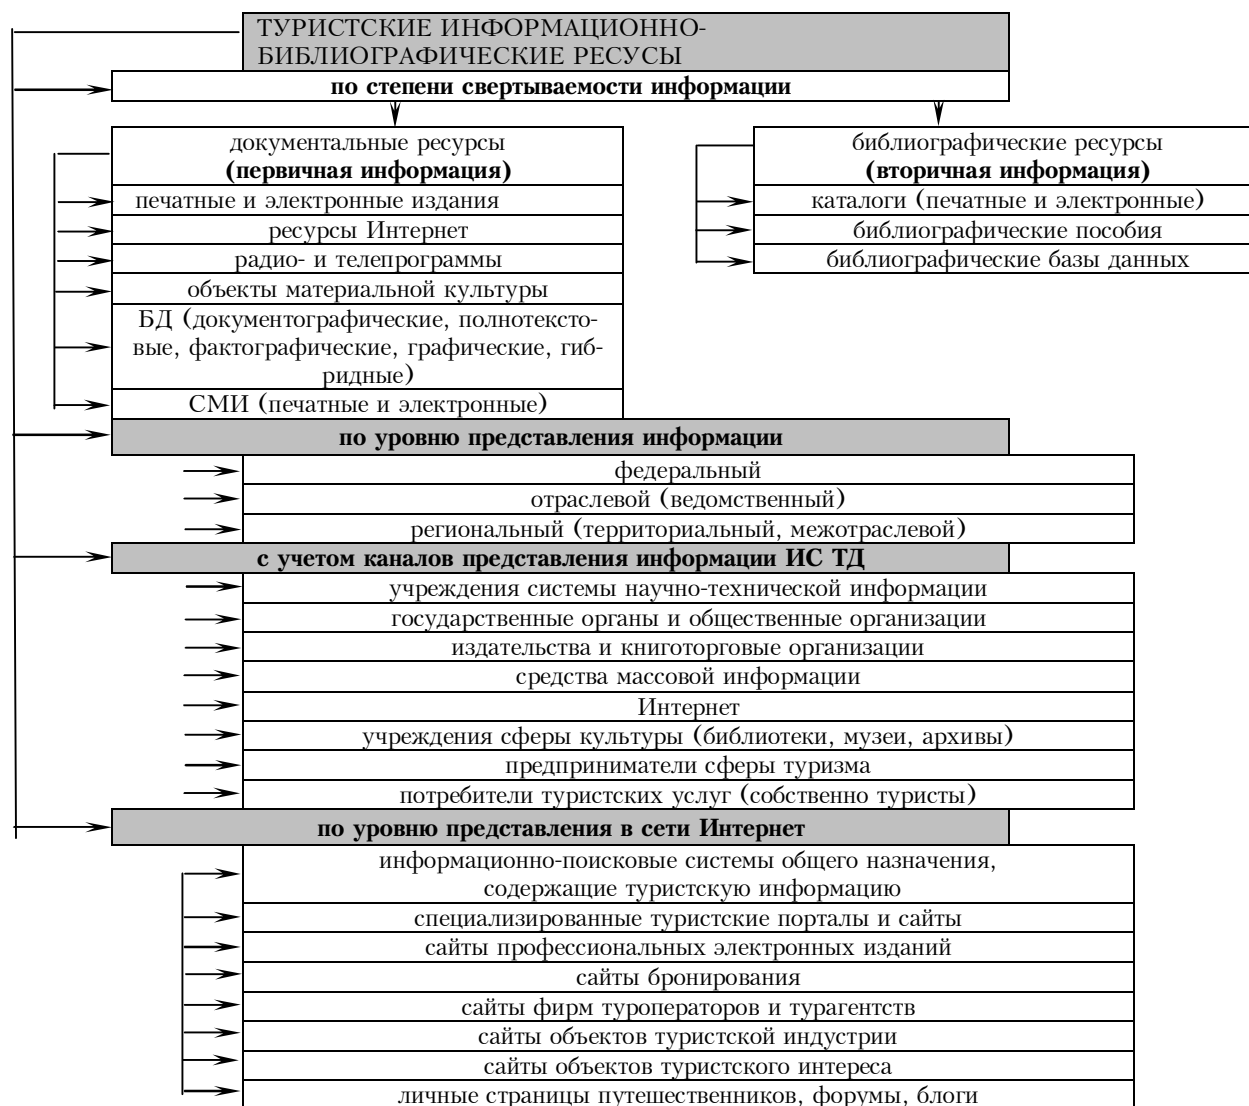 ТУРИСТСКИЕ ИНФОРМАЦИОННО-
БИБЛИОГРАФИЧЕСКИЕ РЕСУСЫ
по степени свертываемости информации
документальные ресурсы
(первичная информация)
печатные и электронные издания
ресурсы Интернет
радио- и телепрограммы
объекты материальной культуры
БД (документографические, полнотексто-
вые, фактографические, графические, гиб-
ридные)
СМИ (печатные и электронные)
библиографические ресурсы
(вторичная информация)
каталоги (печатные и электронные)
библиографические пособия
библиографические базы данных
по уровню представления информации
федеральный
отраслевой (ведомственный)
региональный (территориальный, межотраслевой)
с учетом каналов представления информации ИС ТД
учреждения системы научно-технической информации
государственные органы и общественные организации
издательства и книготорговые организации
средства массовой информации
Интернет
учреждения сферы культуры (библиотеки, музеи, архивы)
предприниматели сферы туризма
потребители туристских услуг (собственно туристы)
по уровню представления в сети Интернет
информационно-поисковые системы общего назначения,
содержащие туристскую информацию
специализированные туристские порталы и сайты
сайты профессиональных электронных изданий
сайты бронирования
сайты фирм туроператоров и турагентств
сайты объектов туристской индустрии
сайты объектов туристского интереса
личные страницы путешественников, форумы, блоги